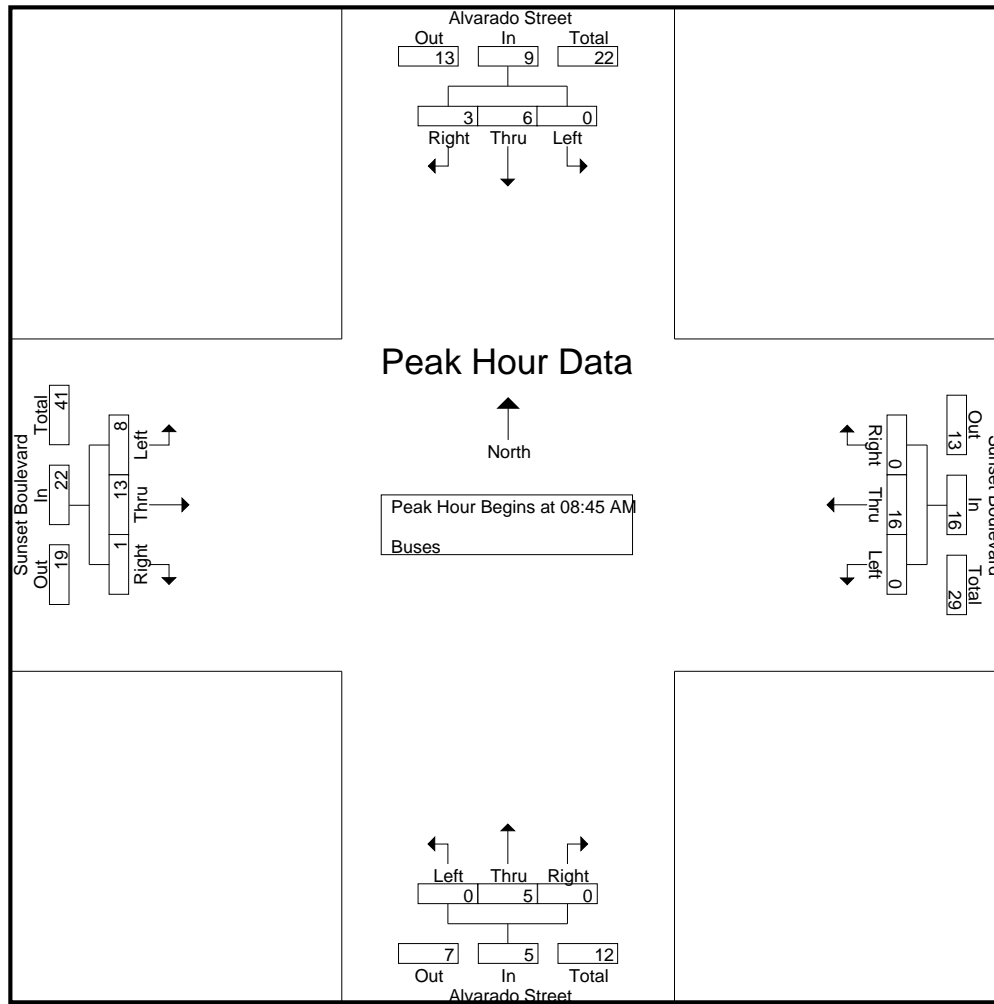 Alvarado Street
Out In Total
13 9 22
3 6 0
Right Thru Left
Peak Hour Data
North
Peak Hour Begins at 08:45 AM
Buses
Sunset Boulevard
Total In Out
41 22 19
8 13 1
Left Thru Right
Right Thru Left
0 16 0
13 16 29
Out In Total
Sunset Boulevard
Left Thru Right
0 5 0
7 5 12
Out In Total
Alvarado Street